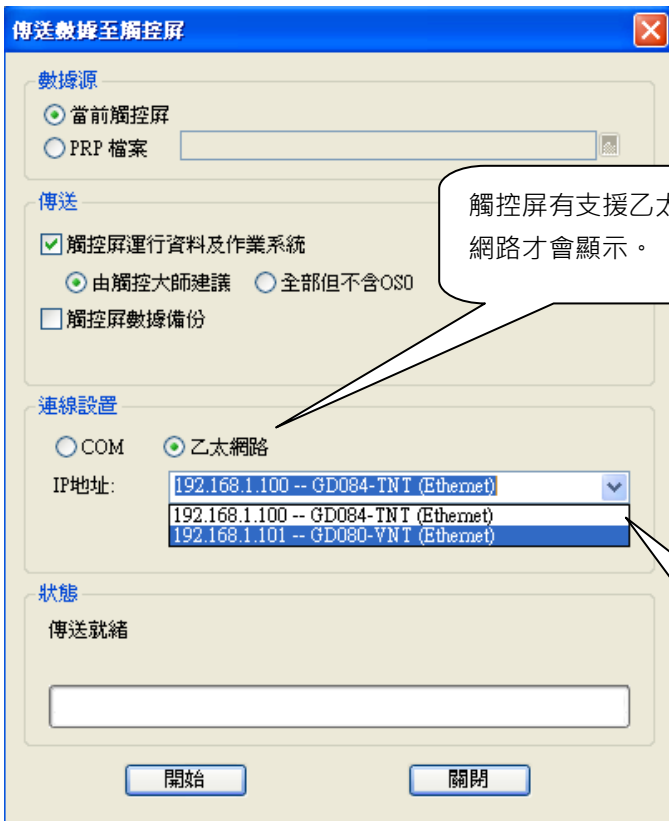 傳送數據至觸控屏
數據源
當前觸控屏
PRP 檔案
傳送
觸控屏有支援乙太
網路才會顯示。
觸控屏運行資料及作業系統
由觸控大師建議 全部但不含OS0
觸控屏數據備份
連線設置
COM 乙太網路
IP地址: 192.168.1.100 -- GD084-TNT (Ethernet)
192.168.1.100 -- GD084-TNT (Ethernet)
192.168.1.101 -- GD080-VNT (Ethernet)
狀態
傳送就緒
開始 關閉